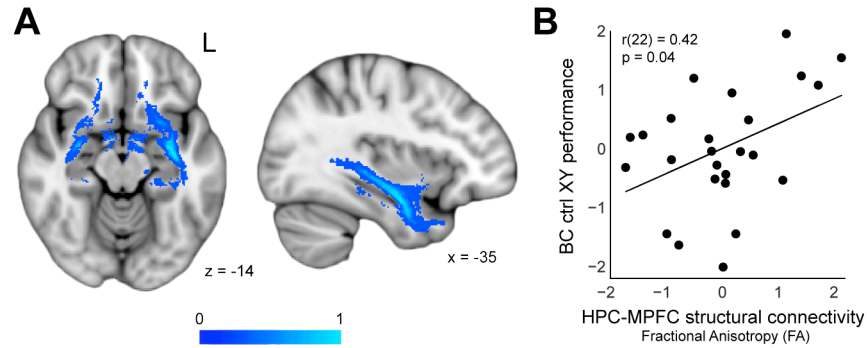 A
L
z = -14
x = -35
0
1
B
r(22) = 0.42
p = 0.04
2
1
0
−1
−2
BC ctrl XY performance
−2
−1
0
1
2
HPC-MPFC structural connectivity
Fractional Anisotropy (FA)